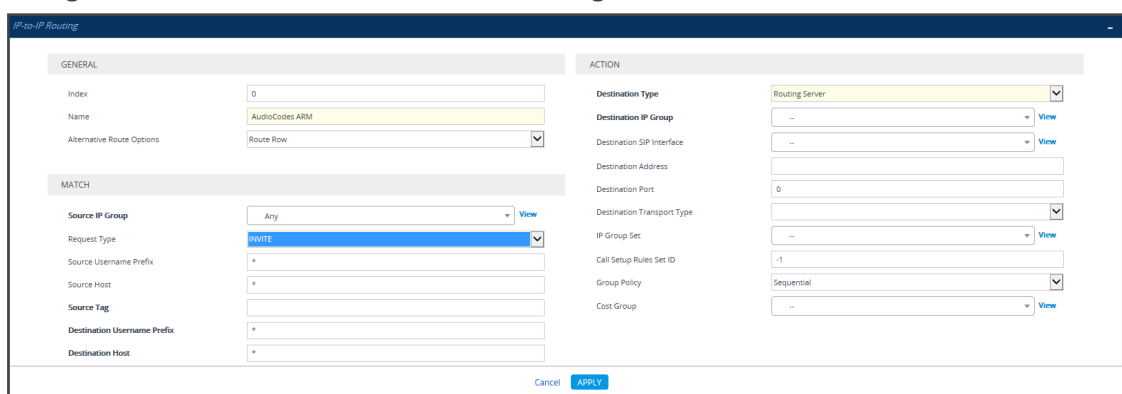 IP-to-IP Routing
GENERAL
Index 0
Name AudioCodes ARM
Alternative Route Options Route Row
MATCH
Source IP Group Any View
Request Type INVITE
Source Username Prefix *
Source Host *
Source Tag
Destination Username Prefix *
Destination Host *
ACTION
Destination Type Routing Server
Destination IP Group -- View
Destination SIP Interface -- View
Destination Address
Destination Port 0
Destination Transport Type
IP Group Set -- View
Call Setup Rules Set ID -1
Group Policy Sequential
Cost Group -- View
Cancel APPLY